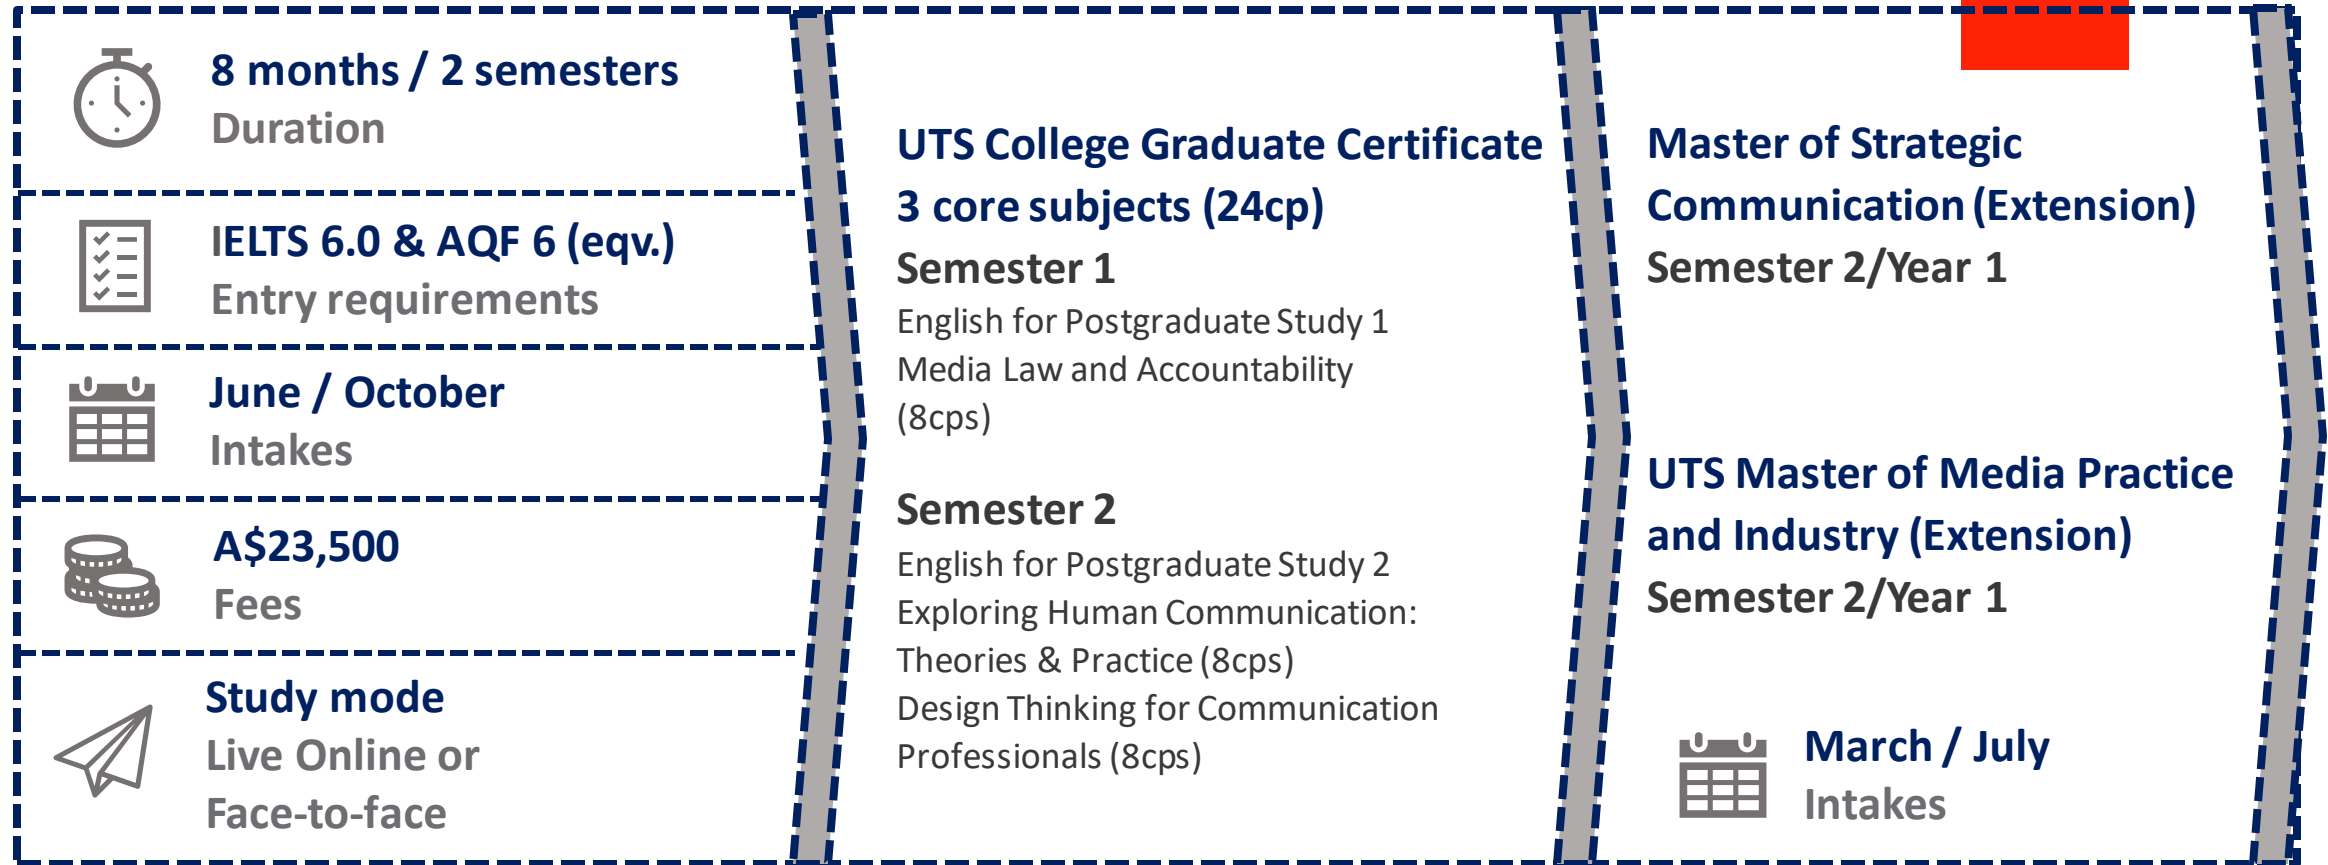 8 months / 2 semesters
Duration
IELTS 6.0 & AQF 6 (eqv.)
Entry requirements
June / October
Intakes
A$23,500
Fees
Study mode
Live Online or
Face-to-face
UTS College Graduate Certificate
3 core subjects (24cp)
Semester 1
English for Postgraduate Study 1
Media Law and Accountability
(8cps)
Semester 2
English for Postgraduate Study 2
Exploring Human Communication:
Theories & Practice (8cps)
Design Thinking for Communication
Professionals (8cps)
Master of Strategic
Communication (Extension)
Semester 2/Year 1
UTS Master of Media Practice
and Industry (Extension)
Semester 2/Year 1
March / July
Intakes